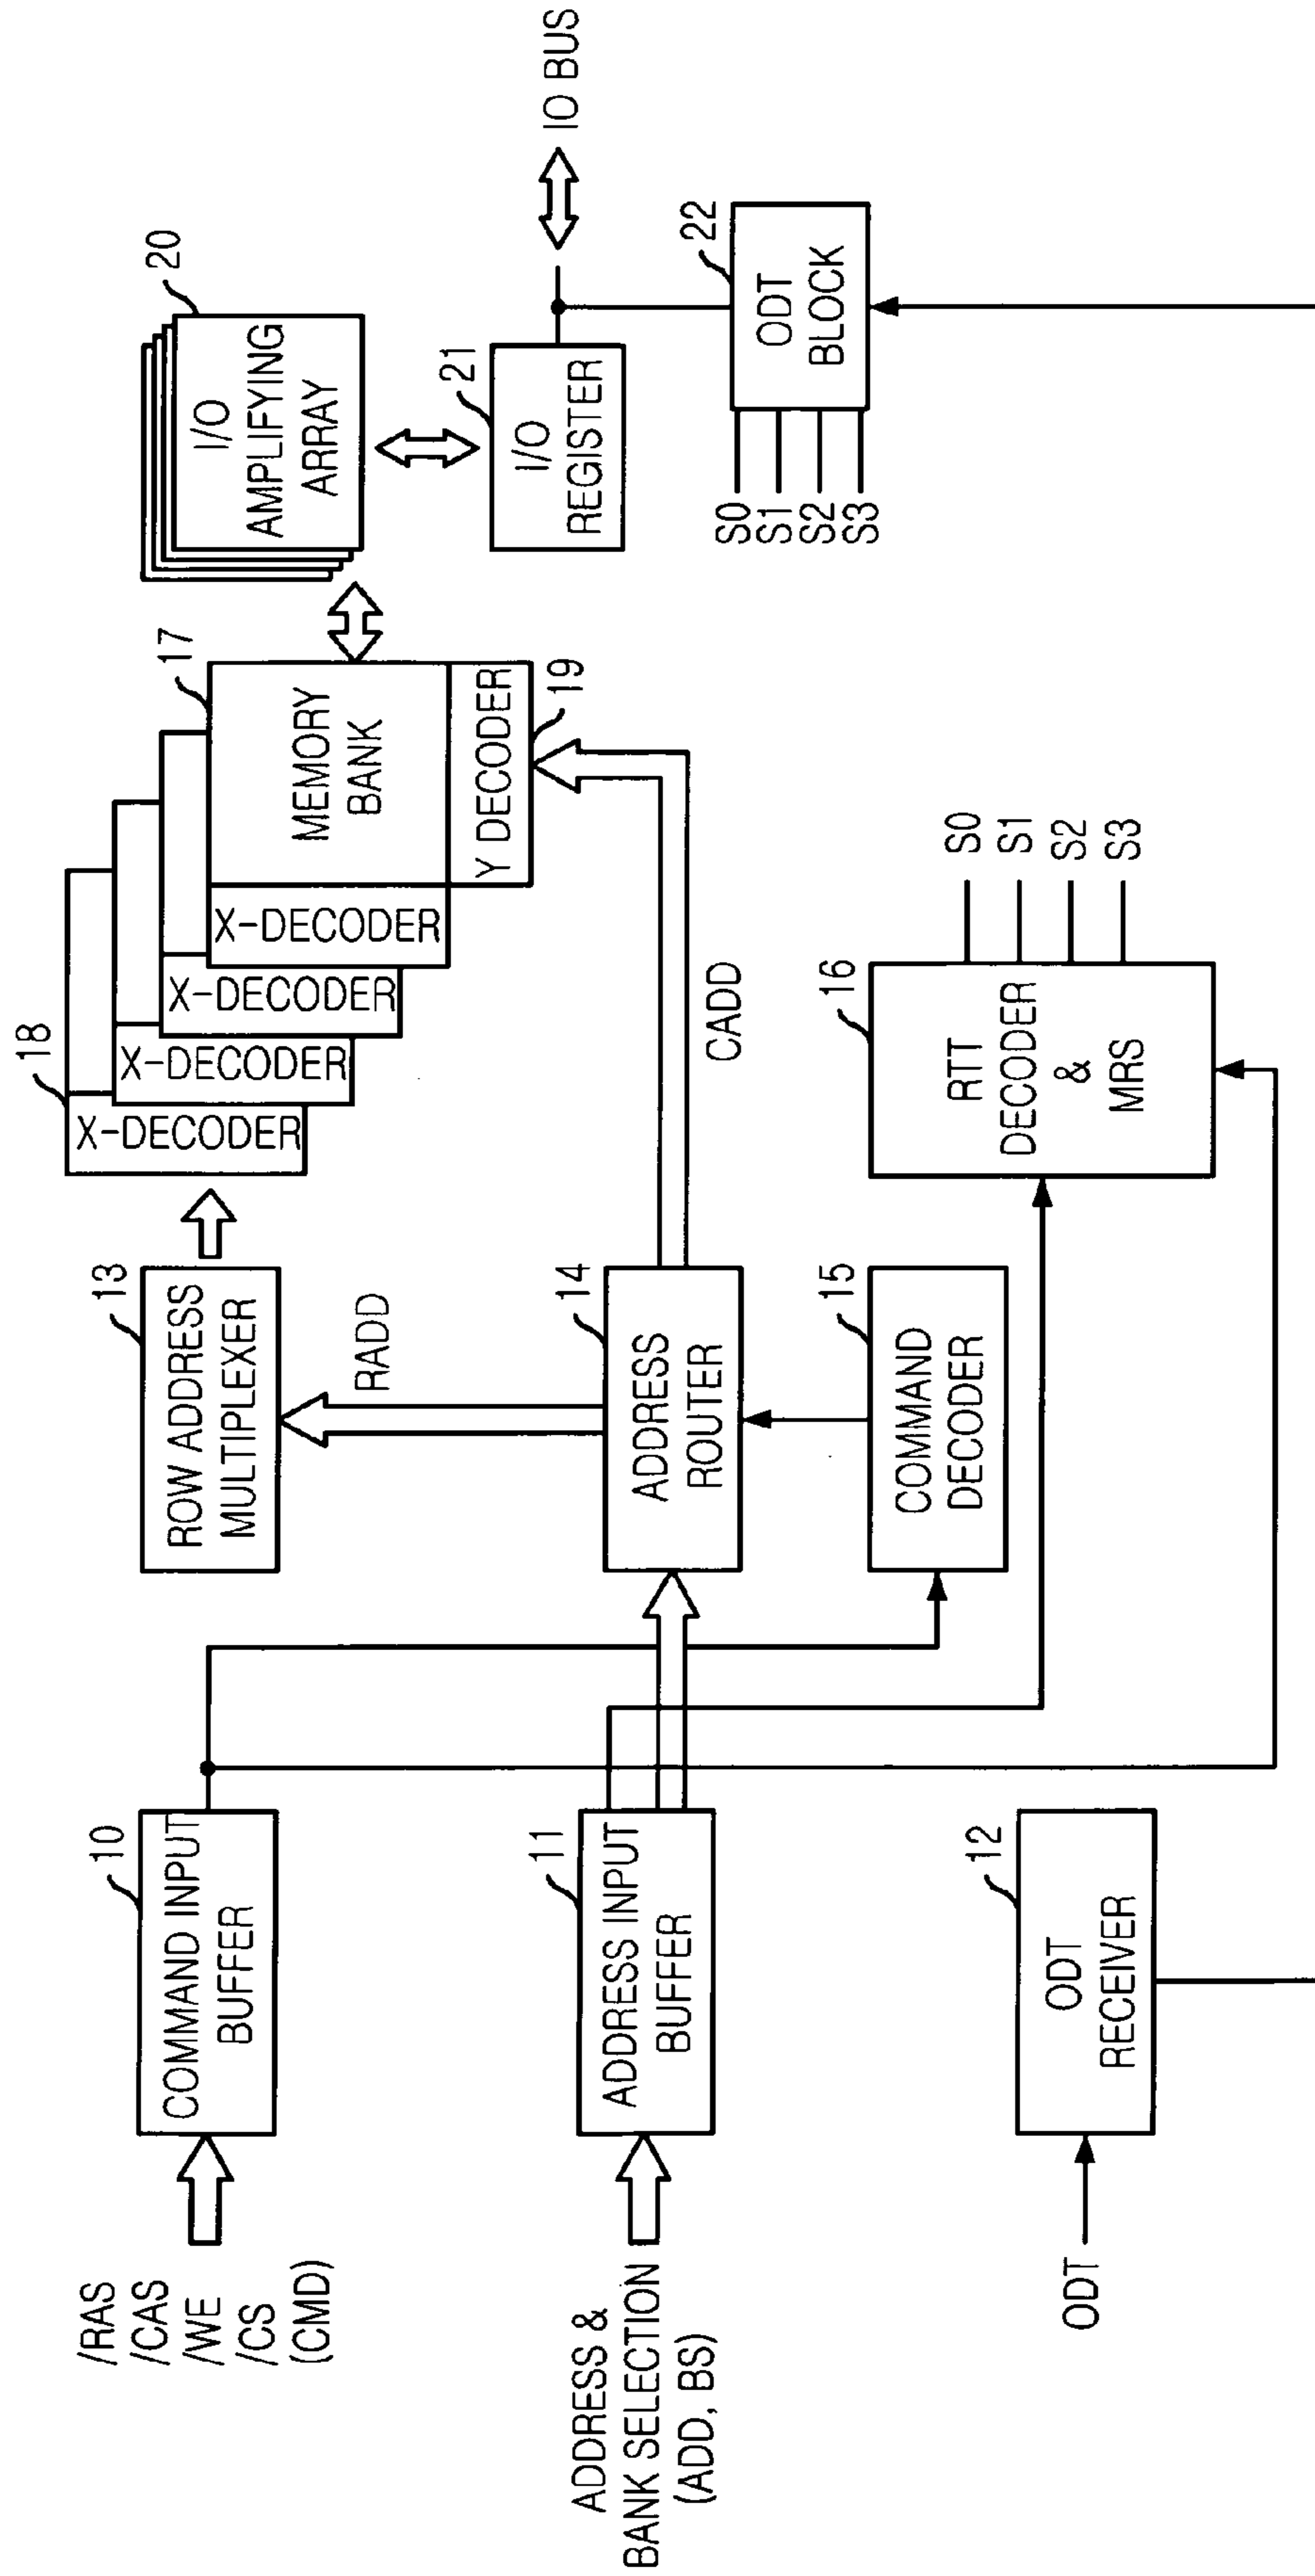 /RAS
/CAS
/WE
/CS
(CMD)
10
COMMAND INPUT
BUFFER
13
ROW ADDRESS
MULTIPLEXER
RADD
18
X-DECODER
X-DECODER
X-DECODER
X-DECODER
17
MEMORY
BANK
Y DECODER
19
20
I/O
AMPLIFYING
ARRAY
21
I/O
REGISTER
IO BUS
ADDRESS &
BANK SELECTION
(ADD, BS)
11
ADDRESS INPUT
BUFFER
14
ADDRESS
ROUTER
CADD
15
COMMAND
DECODER
16
RTT
DECODER
&
MRS
S0
S1
S2
S3
22
ODT
BLOCK
S0
S1
S2
S3
ODT
12
ODT
RECEIVER